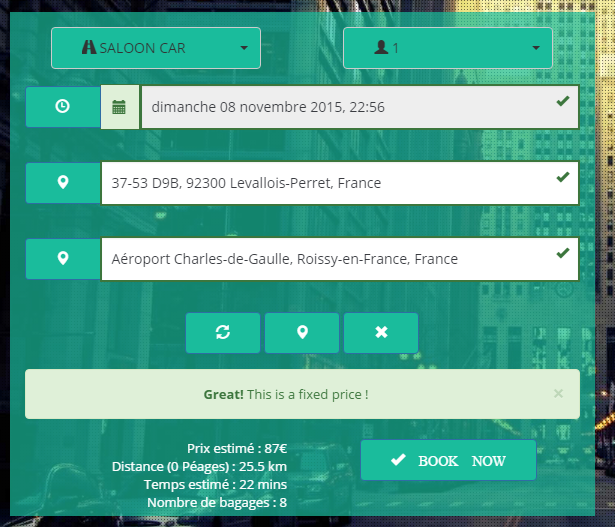 SALOON CAR
1
dimanche 08 novembre 2015, 22:56
37-53 D9B, 92300 Levallois-Perret, France
Aéroport Charles-de-Gaulle, Roissy-en-France, France
Great! This is a fixed price !
×
Prix estimé : 87€
Distance (0 Péages) : 25.5 km
Temps estimé : 22 mins
Nombre de bagages : 8
BOOK NOW